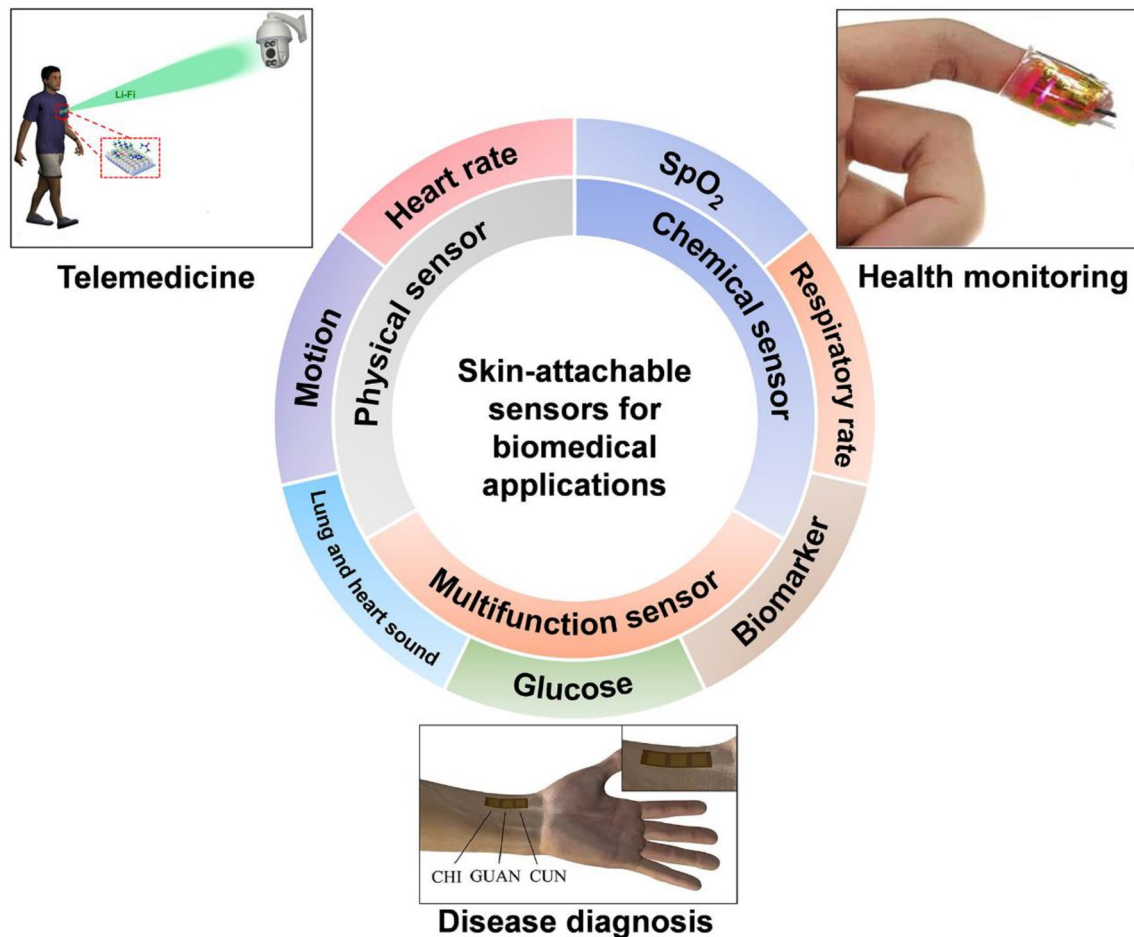 Li-Fi
Telemedicine
Health monitoring
Heart rate
SpO₂
Respiratory rate
Biomarker
Glucose
Lung and heart sound
Motion
Physical sensor
Chemical sensor
Multifunction sensor
Skin-attachable
sensors for
biomedical
applications
CHI GUAN CUN
Disease diagnosis